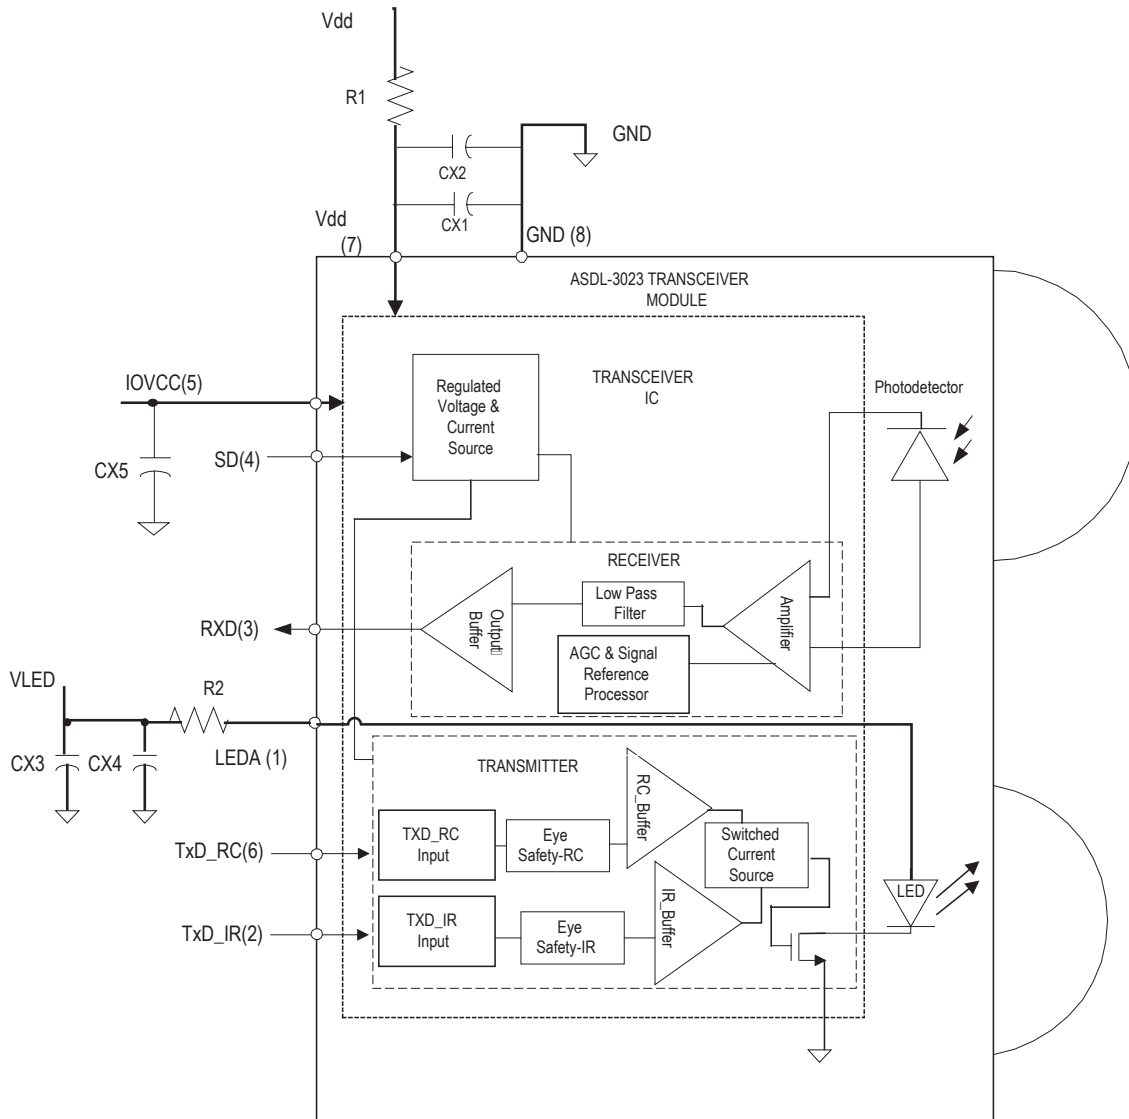 Vdd
R1
GND
CX2
CX1
Vdd
(7)
GND (8)
ASDL-3023 TRANSCEIVER
MODULE
IOVCC(5)
Regulated
Voltage &
Current
Source
TRANSCEIVER
IC
Photodetector
SD(4)
CX5
RECEIVER
Output
Buffer
Low Pass
Filter
Amplifier
RXD(3)
AGC & Signal
Reference
Processor
VLED
R2
CX3
CX4
LEDA (1)
TRANSMITTER
RC_Buffer
TXD_RC
Input
Eye
Safety-RC
Switched
Current
Source
TxD_RC(6)
LED
TXD_IR
Input
Eye
Safety-IR
IR_Buffer
TxD_IR(2)